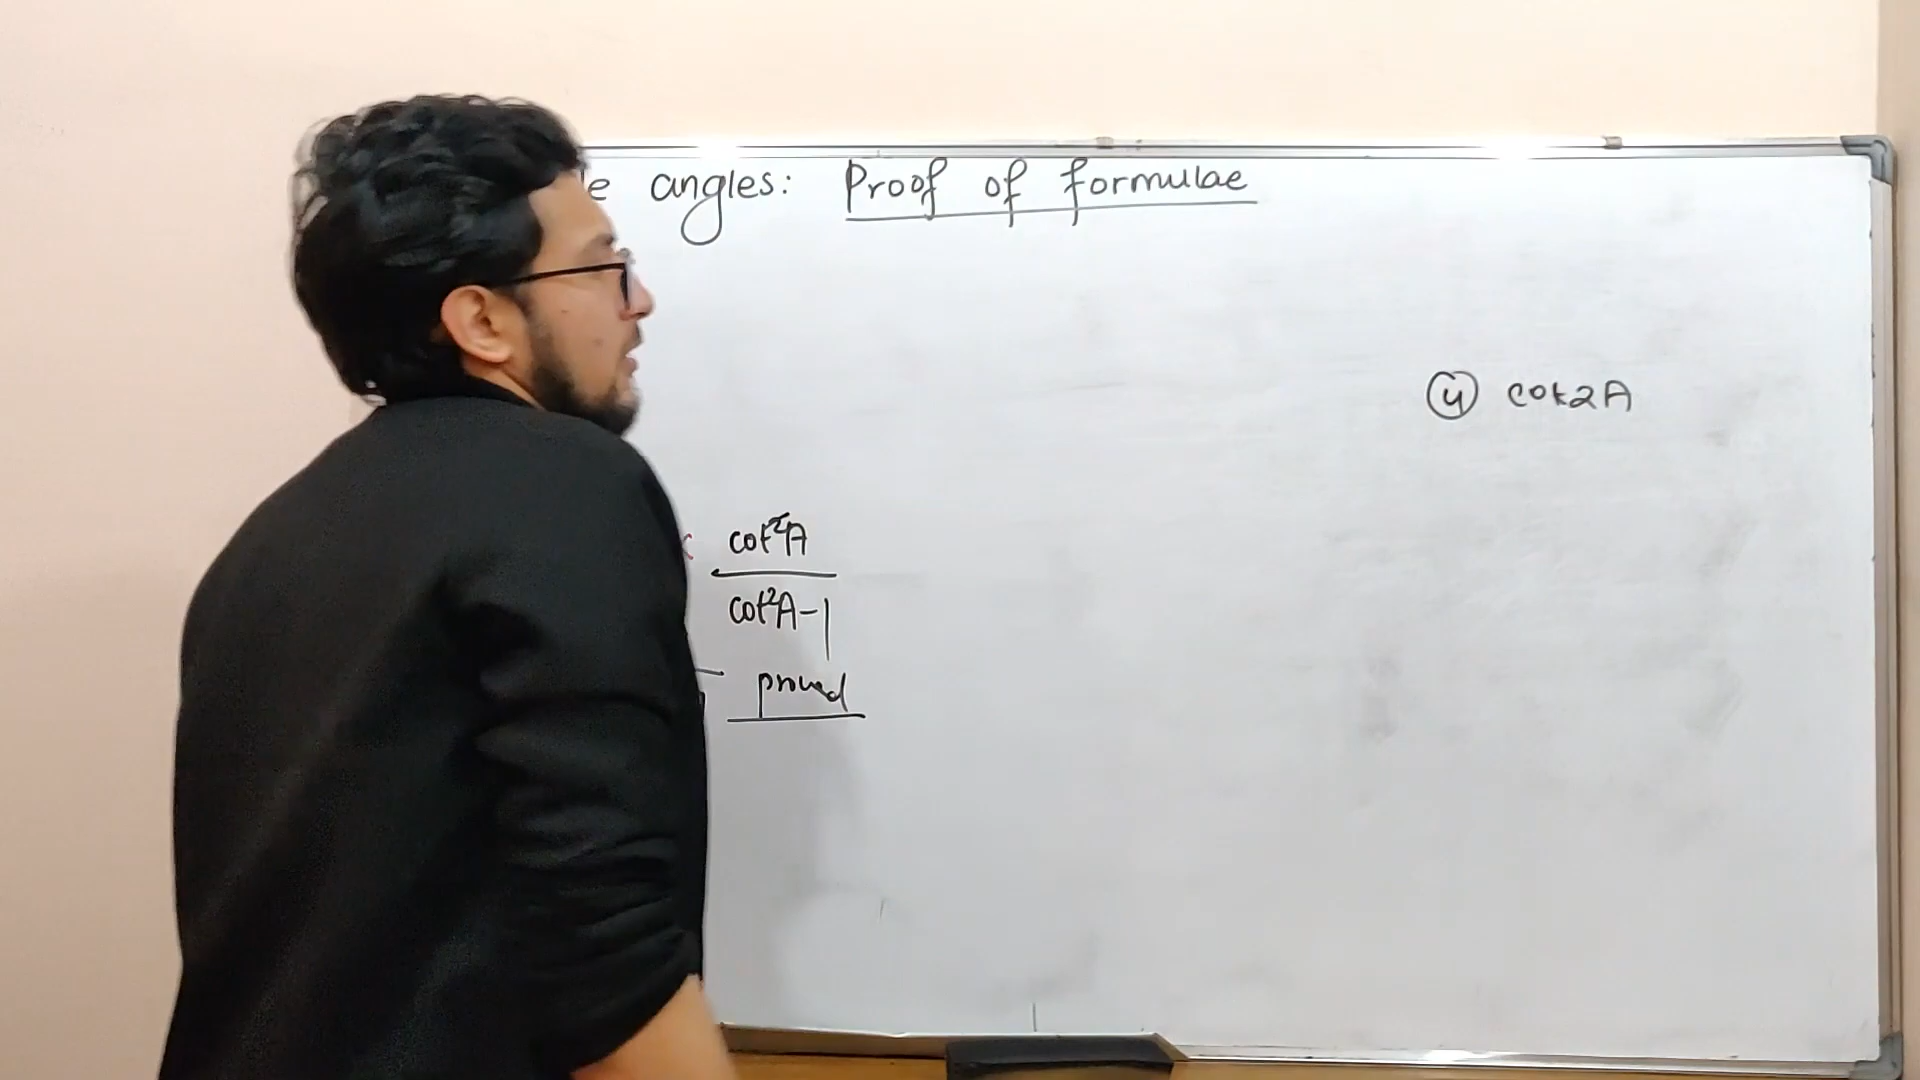 angles: Proof of formulae
④ cot2A
cot²A
cot²A-1
proved